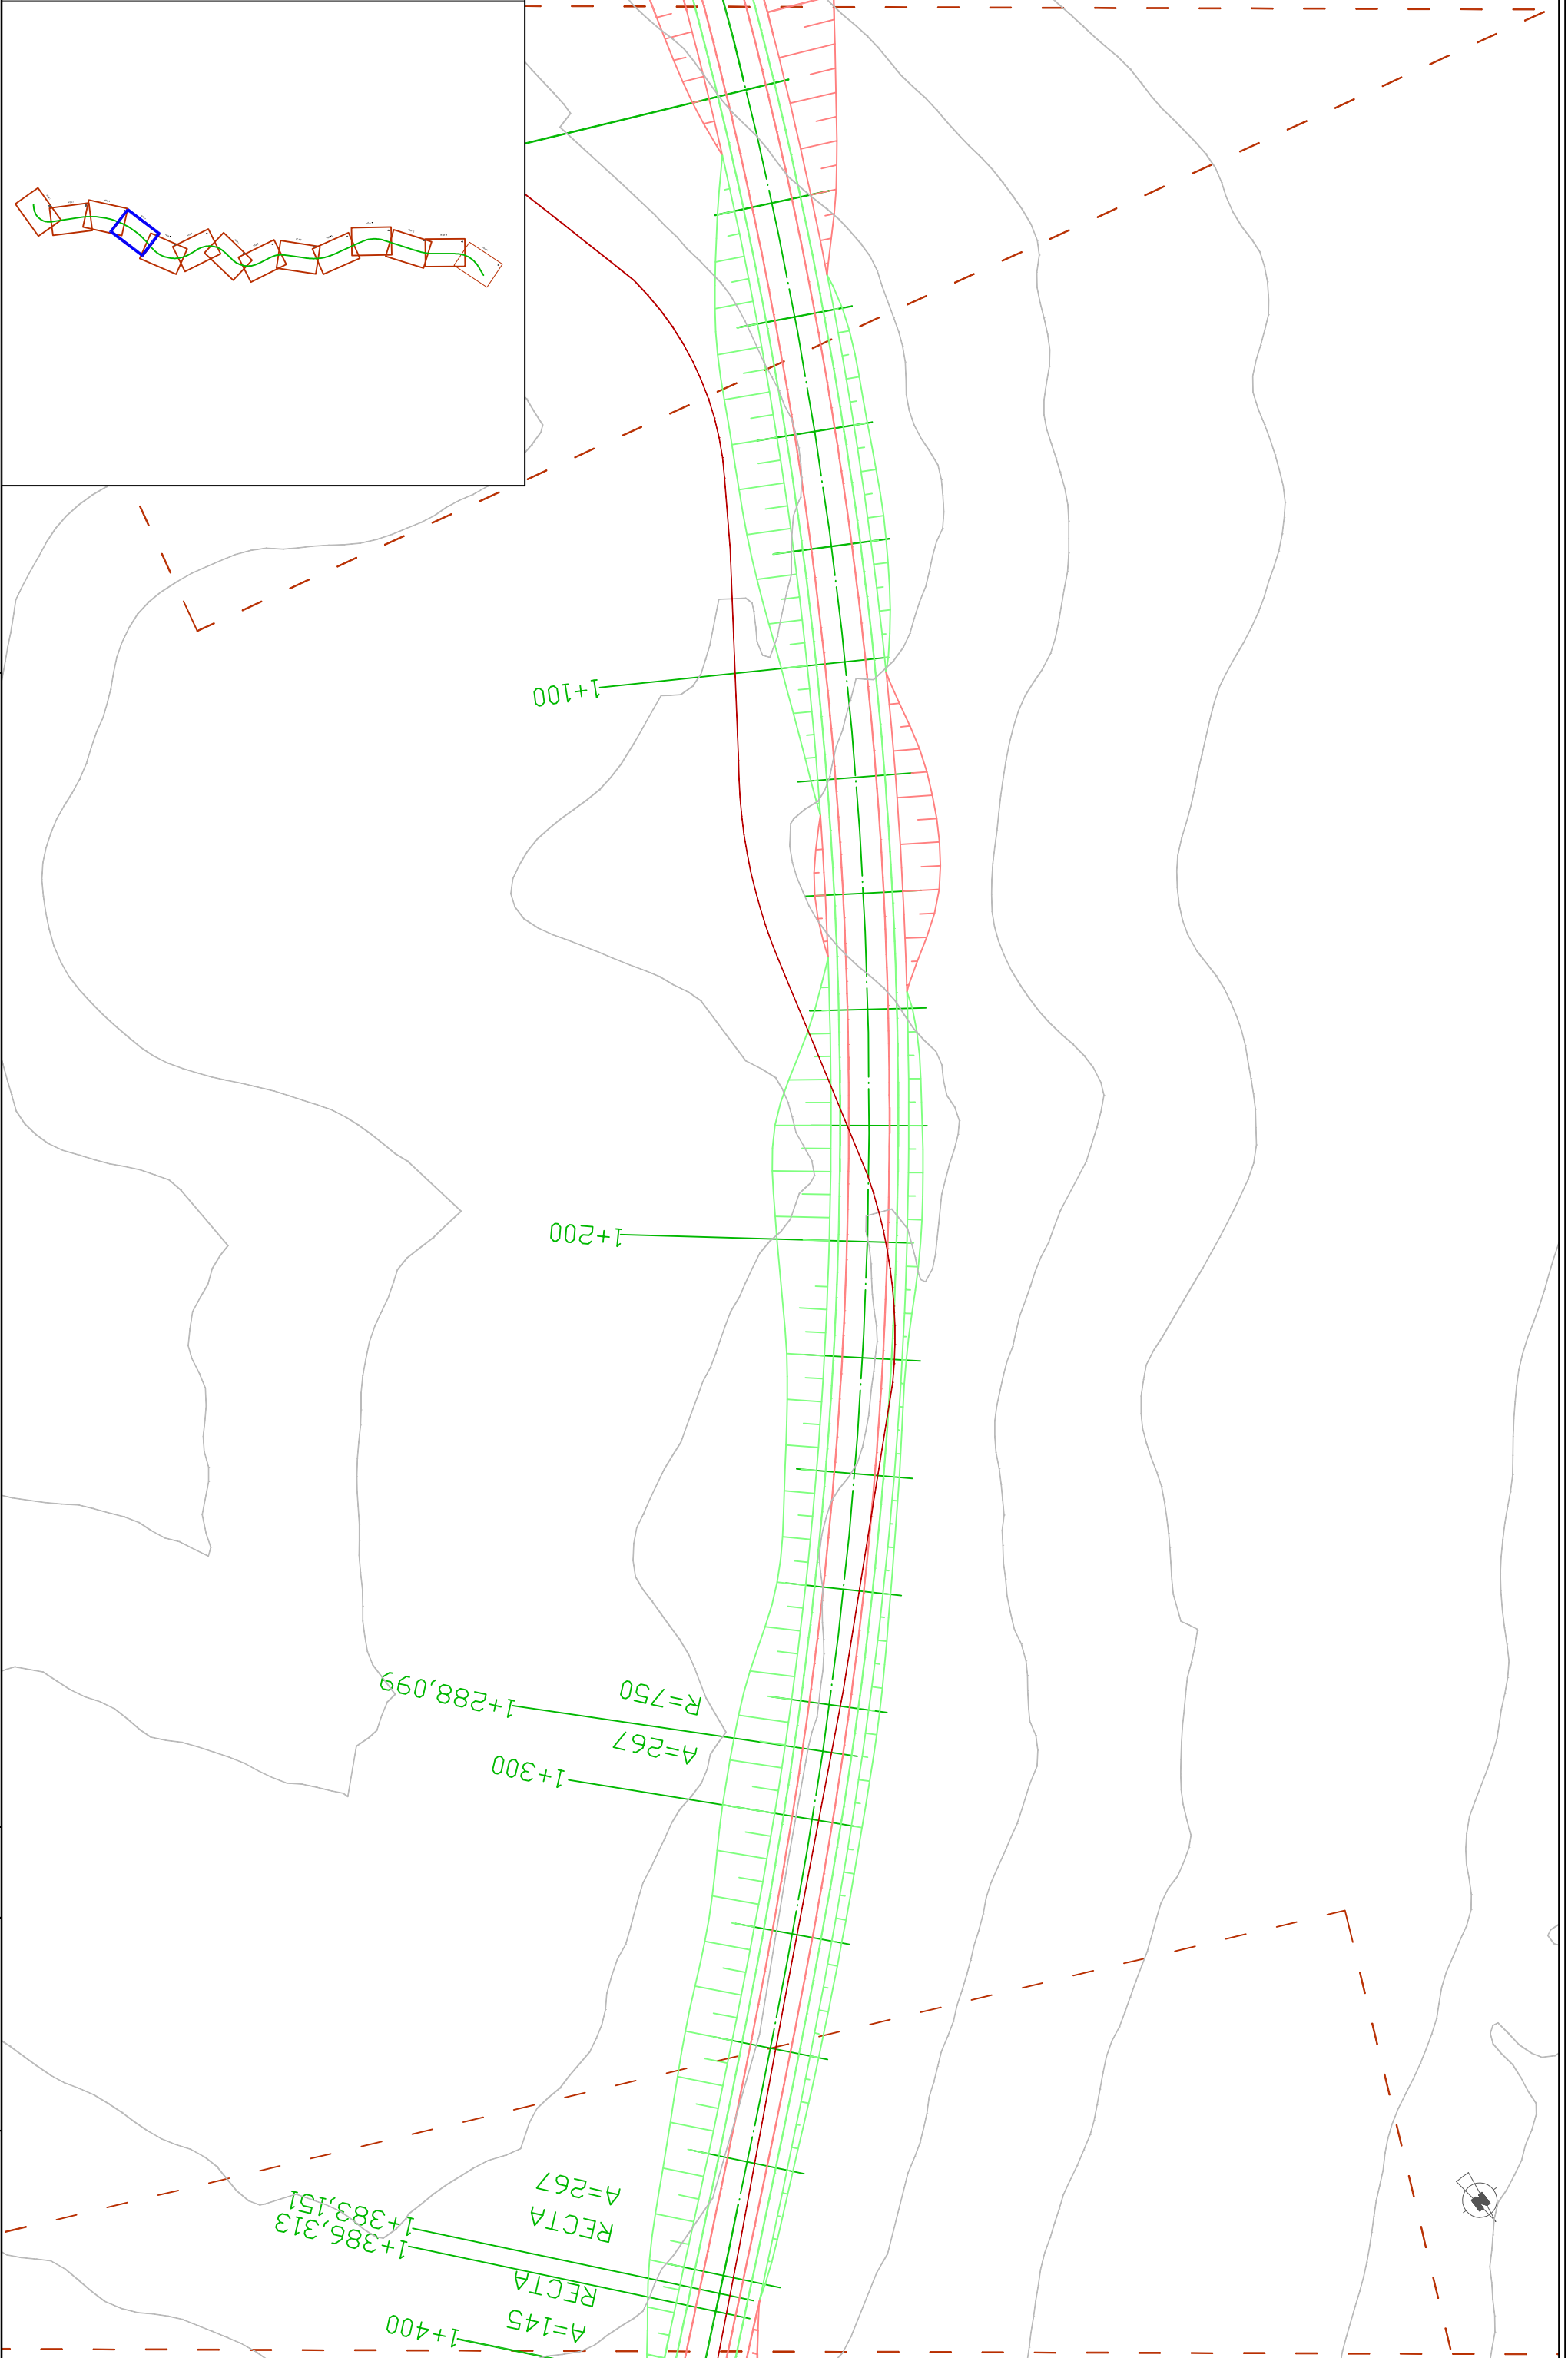 1+100
1+200
R=750
1+288,099
A=267
1+300
A=267
1+383,151
RECTA
1+386,313
RECTA
A=145
1+400
N